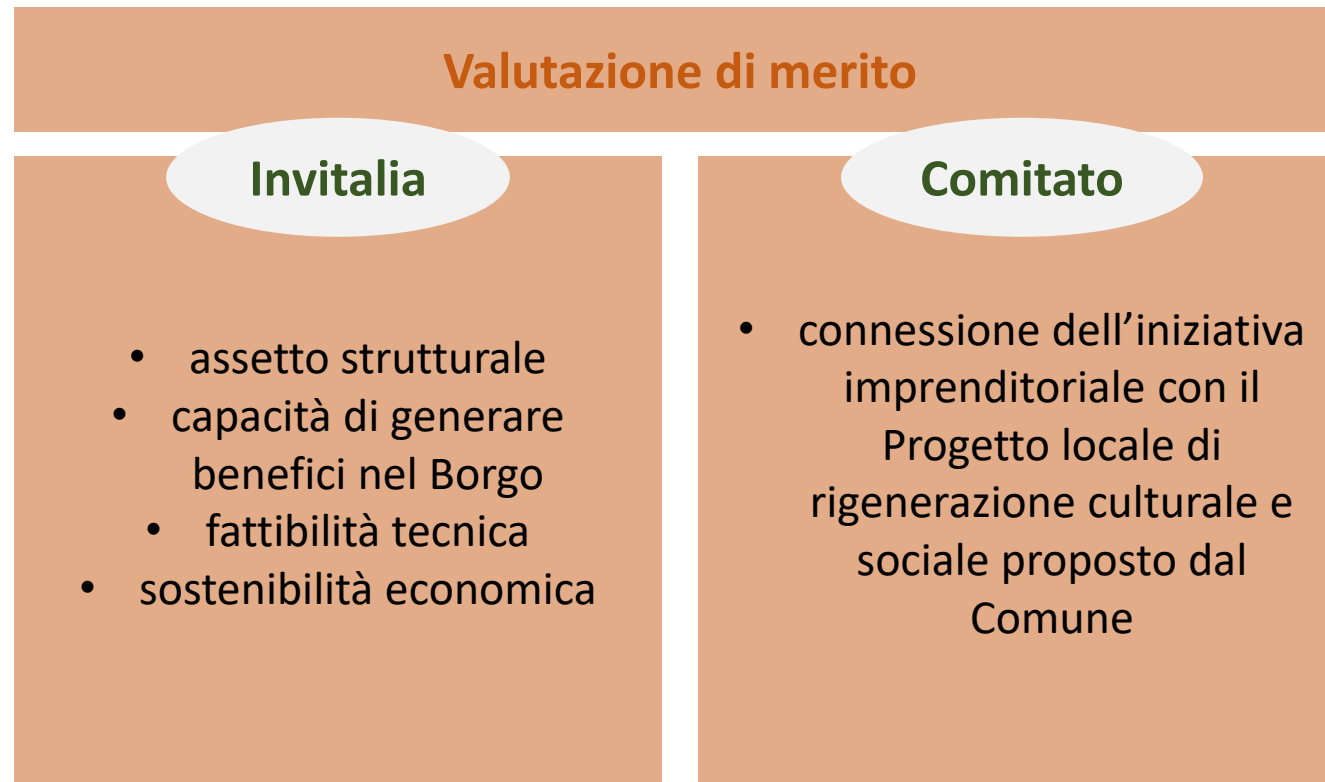 Valutazione di merito
Invitalia
• assetto strutturale
• capacità di generare
benefici nel Borgo
• fattibilità tecnica
• sostenibilità economica
Comitato
• connessione dell’iniziativa
imprenditoriale con il
Progetto locale di
rigenerazione culturale e
sociale proposto dal
Comune